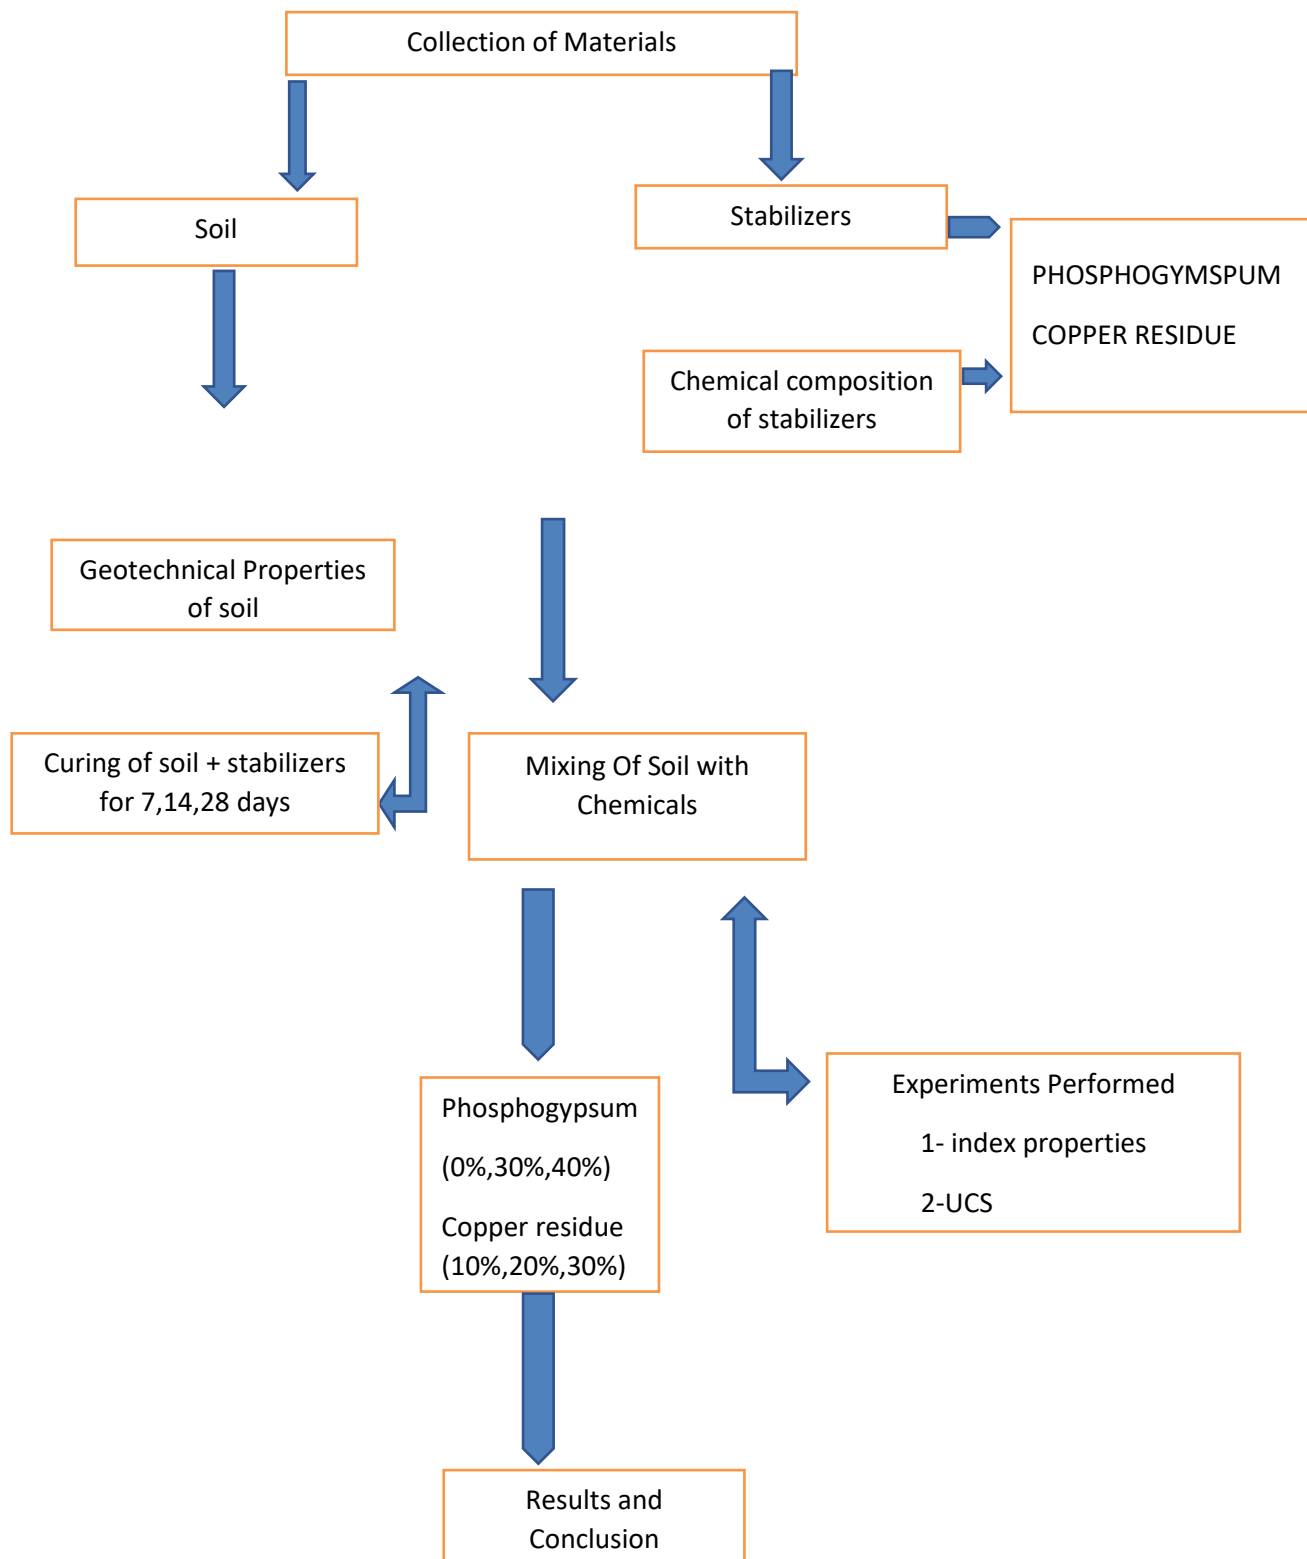 Collection of Materials
Soil
Stabilizers
PHOSPHOGYMSPUM
COPPER RESIDUE
Chemical composition
of stabilizers
Geotechnical Properties
of soil
Curing of soil + stabilizers
for 7,14,28 days
Mixing Of Soil with
Chemicals
Phosphogypsum
(0%,30%,40%)
Copper residue
(10%,20%,30%)
Experiments Performed
1- index properties
2-UCS
Results and
Conclusion